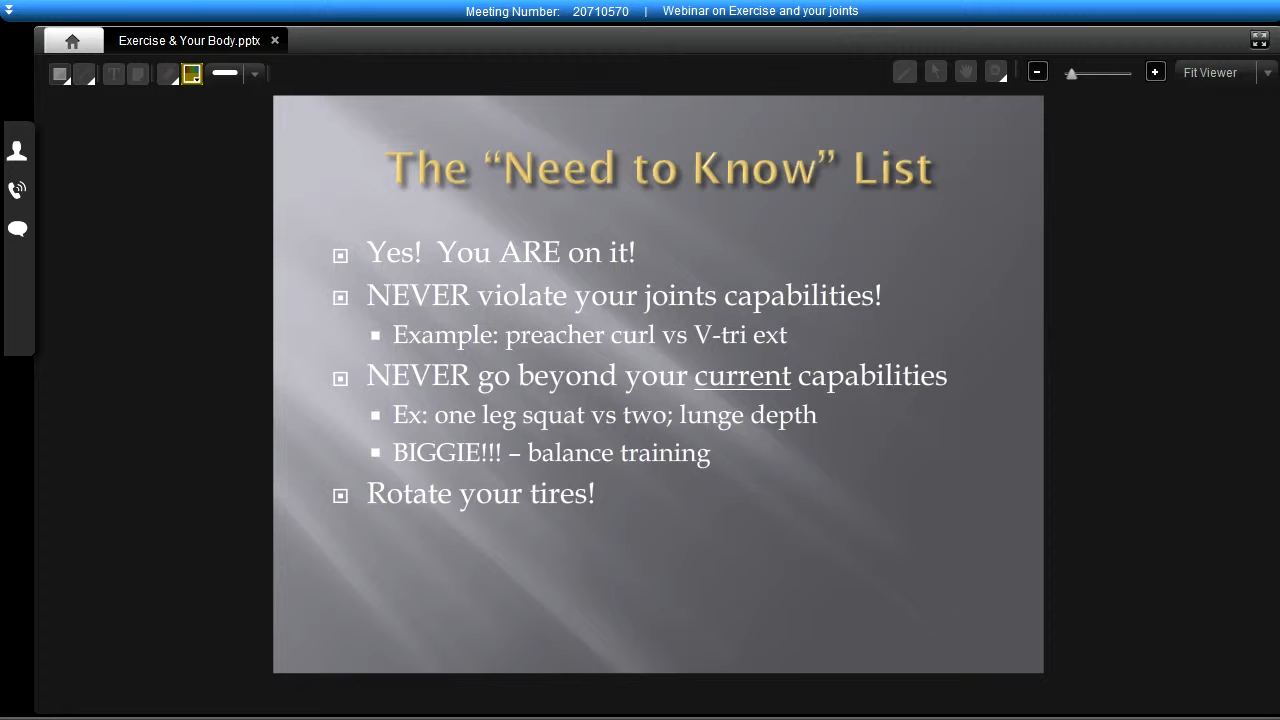 Meeting Number: 20710570 | Webinar on Exercise and your joints
Exercise & Your Body.pptx
Fit Viewer
The “Need to Know” List
Yes! You ARE on it!
NEVER violate your joints capabilities!
Example: preacher curl vs V-tri ext
NEVER go beyond your current capabilities
Ex: one leg squat vs two; lunge depth
BIGGIE!!! – balance training
Rotate your tires!